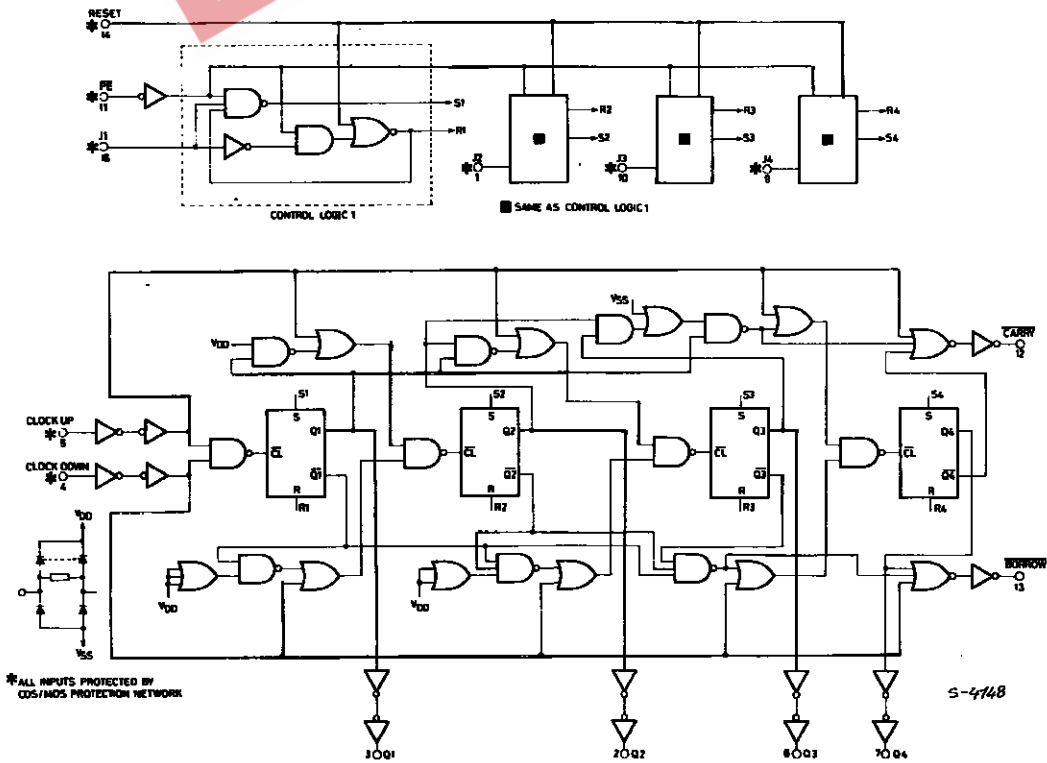 RESET
* 14
PE
* 11
J1
* 15
S1
R1
CONTROL LOGIC 1
R2
S2
J2
* 1
R3
S3
J3
* 10
R4
S4
J4
* 9
SAME AS CONTROL LOGIC 1
VDD
VSS
CARRY
12
CLOCK UP
* 5
CLOCK DOWN
* 4
S1
S
Q1
CL
Q1
R
R1
S2
S
Q2
CL
Q2
R
R2
S3
S
Q3
CL
Q3
R
R3
S4
S
Q4
CL
Q4
R
R4
VDD
VSS
VDD
VDD
BORROW
13
* ALL INPUTS PROTECTED BY
COS/MOS PROTECTION NETWORK
S-4148
3 Q1
2 Q2
6 Q3
7 Q4